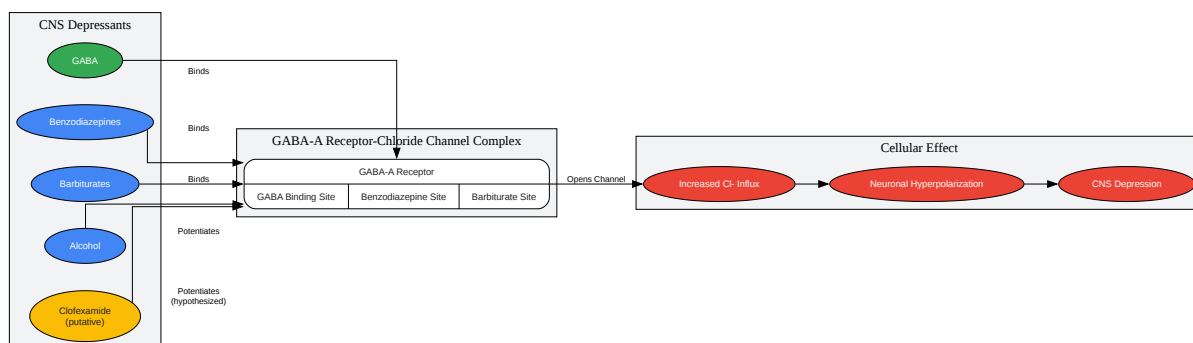 CNS Depressants
GABA
Benzodiazepines
Barbiturates
Alcohol
Clofexamide
(putative)
Binds
Binds
Binds
Potentiates
Potentiates
(hypothesized)
GABA-A Receptor-Chloride Channel Complex
GABA-A Receptor
GABA Binding Site
Benzodiazepine Site
Barbiturate Site
Opens Channel
Cellular Effect
Increased Cl- Influx
Neuronal Hyperpolarization
CNS Depression